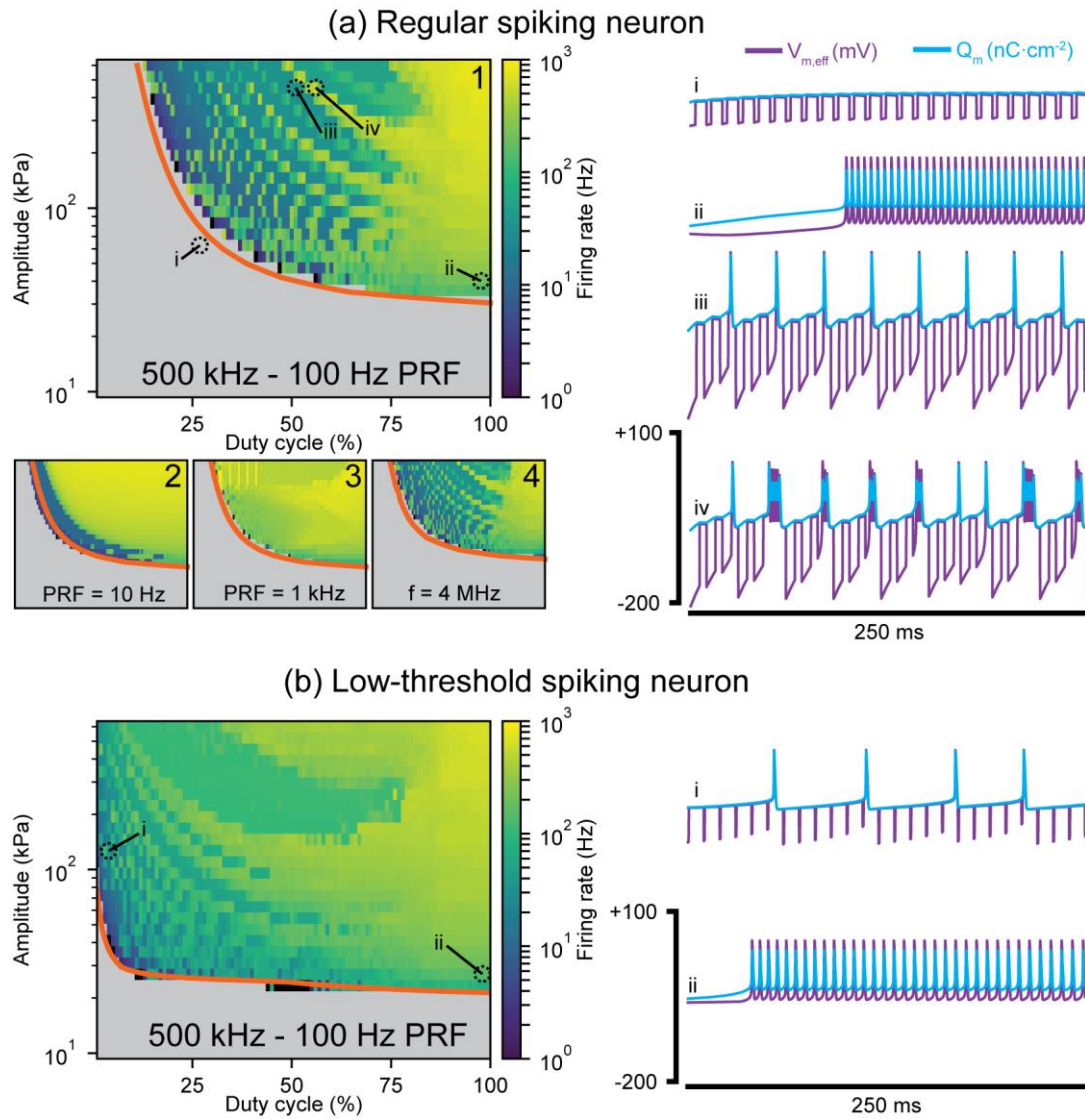 (a) Regular spiking neuron
V_m,eff (mV)
Q_m (nC·cm⁻²)
1
i
ii
iii
iv
500 kHz - 100 Hz PRF
Amplitude (kPa)
10²
10¹
25
50
75
100
Duty cycle (%)
Firing rate (Hz)
10³
10²
10¹
10⁰
i
ii
iii
iv
+100
-200
250 ms
2
PRF = 10 Hz
3
PRF = 1 kHz
4
f = 4 MHz
(b) Low-threshold spiking neuron
i
ii
500 kHz - 100 Hz PRF
Amplitude (kPa)
10²
10¹
25
50
75
100
Duty cycle (%)
Firing rate (Hz)
10³
10²
10¹
10⁰
i
ii
+100
-200
250 ms